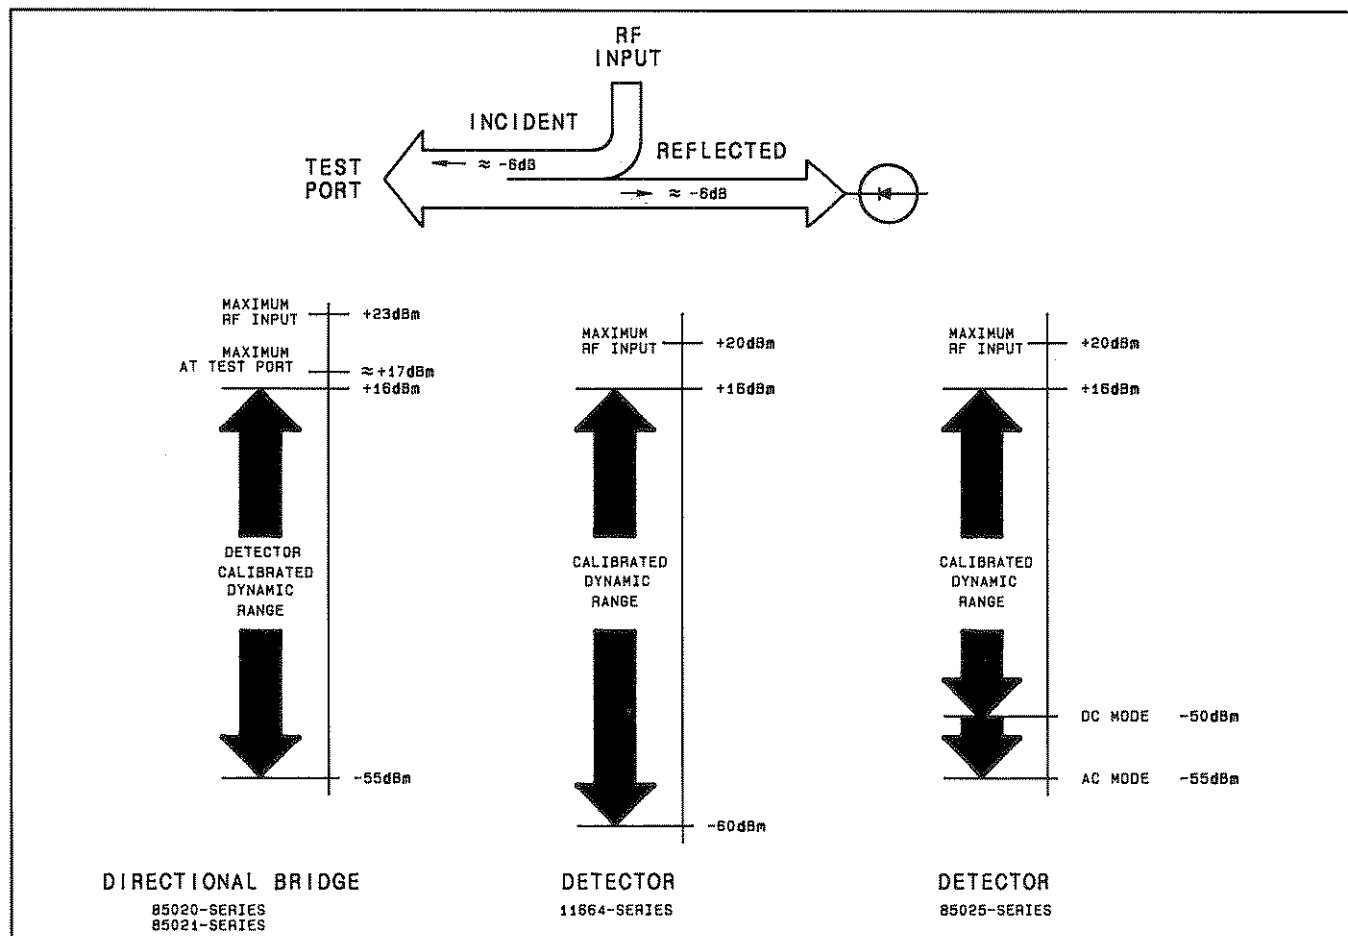 RF
INPUT
INCIDENT
REFLECTED
TEST
PORT
≈ -6dB
≈ -6dB
MAXIMUM
RF INPUT
+23dBm
MAXIMUM
AT TEST PORT
≈+17dBm
+16dBm
DETECTOR
CALIBRATED
DYNAMIC
RANGE
-55dBm
DIRECTIONAL BRIDGE
85020-SERIES
85021-SERIES
MAXIMUM
RF INPUT
+20dBm
+16dBm
CALIBRATED
DYNAMIC
RANGE
-60dBm
DETECTOR
11664-SERIES
MAXIMUM
RF INPUT
+20dBm
+16dBm
CALIBRATED
DYNAMIC
RANGE
DC MODE -50dBm
AC MODE -55dBm
DETECTOR
85025-SERIES